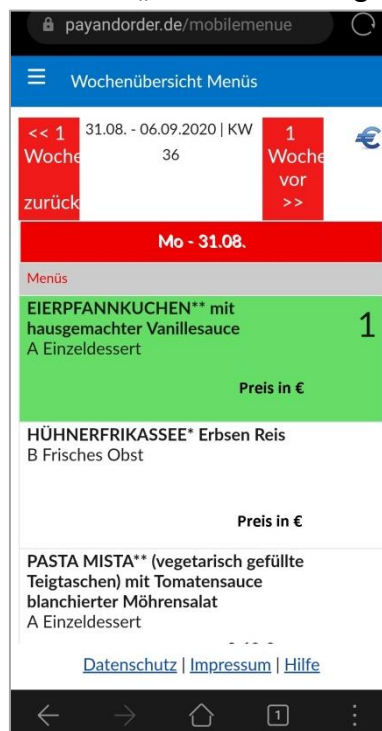 payandorder.de/mobilemenue
Wochenübersicht Menüs
<< 1 Woche zurück
31.08. - 06.09.2020 | KW 36
1 Woche vor >>
€
Mo - 31.08.
Menüs
EIERPFANNKUCHEN** mit
hausgemachter Vanillesauce
A Einzeldessert
1
Preis in €
HÜHNERFRIKASSEE* Erbsen Reis
B Frisches Obst
Preis in €
PASTA MISTA** (vegetarisch gefüllte
Teigtaschen) mit Tomatensauce
blanchierter Möhrensalat
A Einzeldessert
Datenschutz | Impressum | Hilfe
1